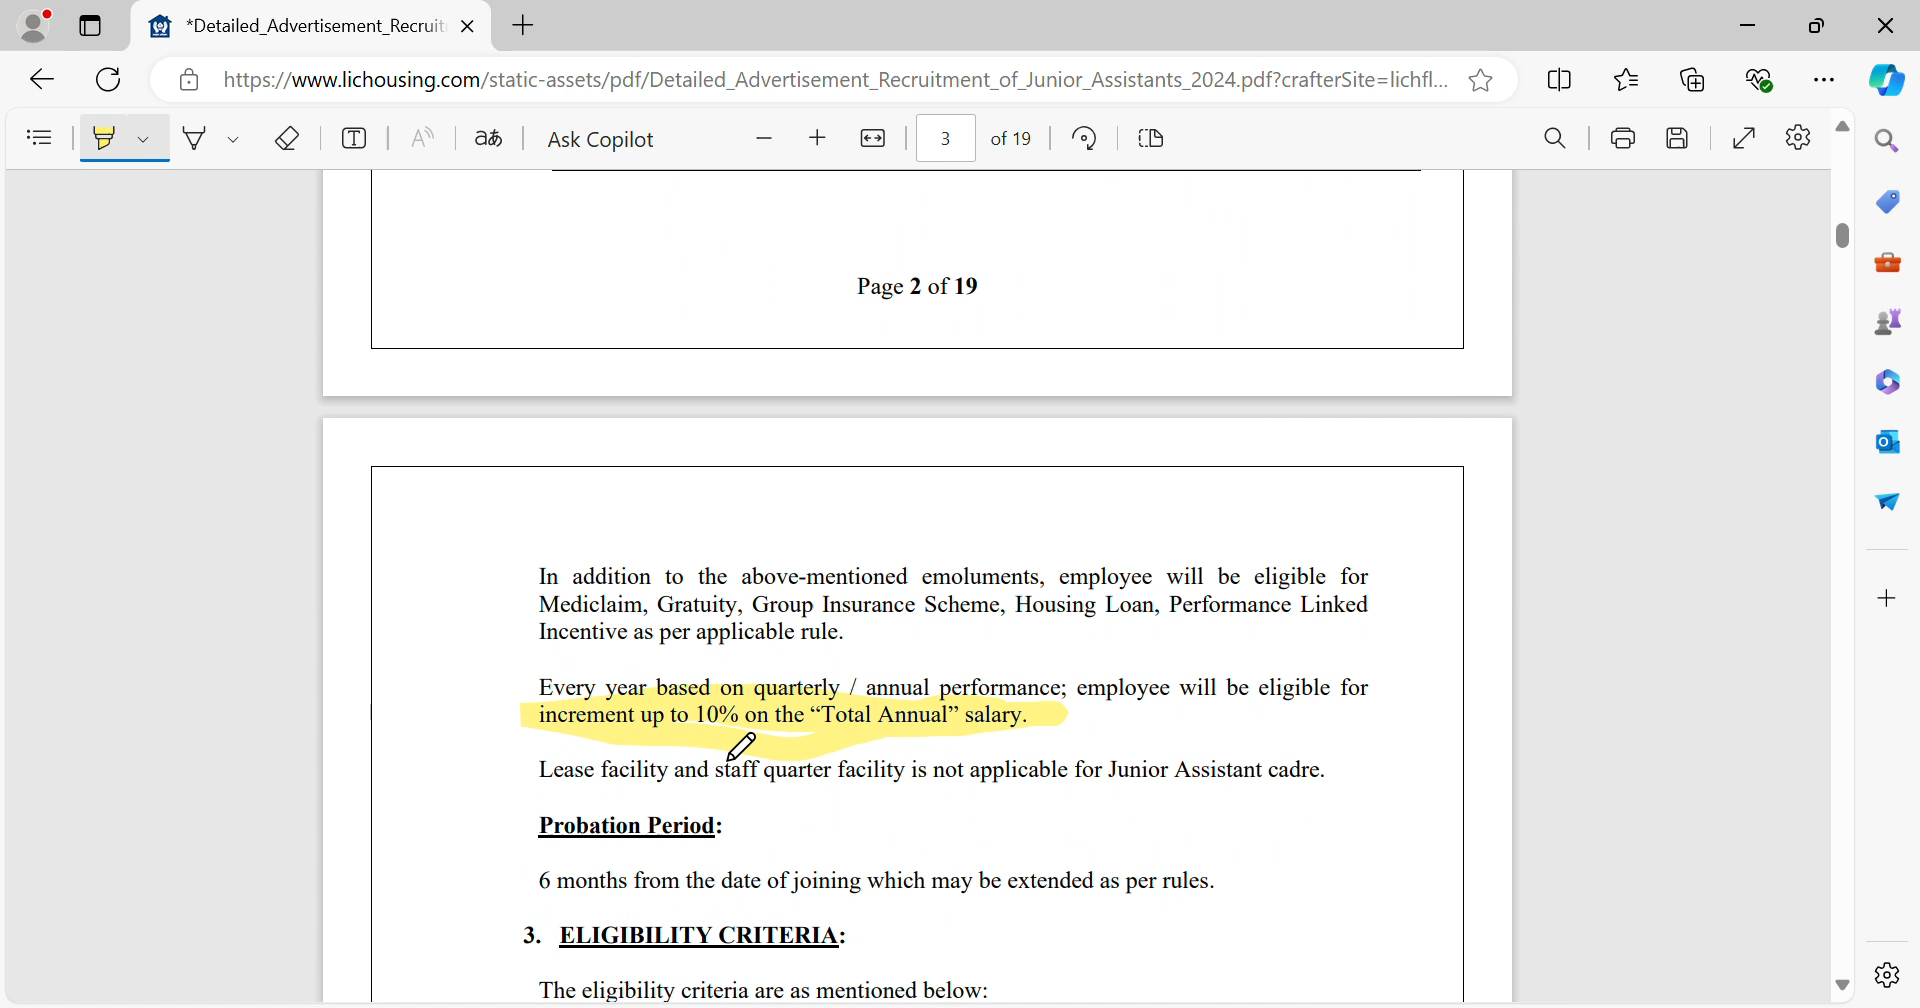 *Detailed_Advertisement_Recruit
https://www.lichousing.com/static-assets/pdf/Detailed_Advertisement_Recruitment_of_Junior_Assistants_2024.pdf?crafterSite=lichfl...
aあ Ask Copilot 3 of 19
Page 2 of 19
In addition to the above-mentioned emoluments, employee will be eligible for
Mediclaim, Gratuity, Group Insurance Scheme, Housing Loan, Performance Linked
Incentive as per applicable rule.
Every year based on quarterly / annual performance; employee will be eligible for
increment up to 10% on the “Total Annual” salary.
Lease facility and staff quarter facility is not applicable for Junior Assistant cadre.
Probation Period:
6 months from the date of joining which may be extended as per rules.
3. ELIGIBILITY CRITERIA:
The eligibility criteria are as mentioned below: